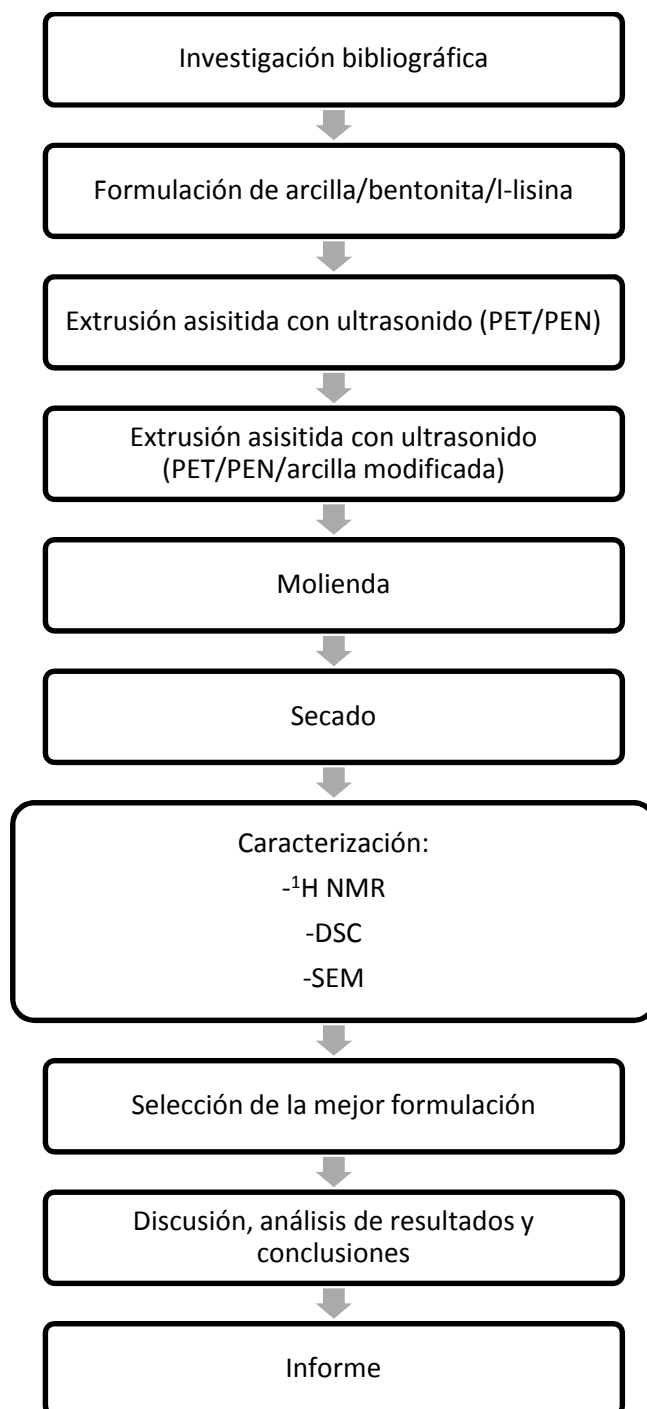 Investigación bibliográfica
Formulación de arcilla/bentonita/l-lisina
Extrusión asisitida con ultrasonido (PET/PEN)
Extrusión asisitida con ultrasonido
(PET/PEN/arcilla modificada)
Molienda
Secado
Caracterización:
-¹H NMR
-DSC
-SEM
Selección de la mejor formulación
Discusión, análisis de resultados y
conclusiones
Informe